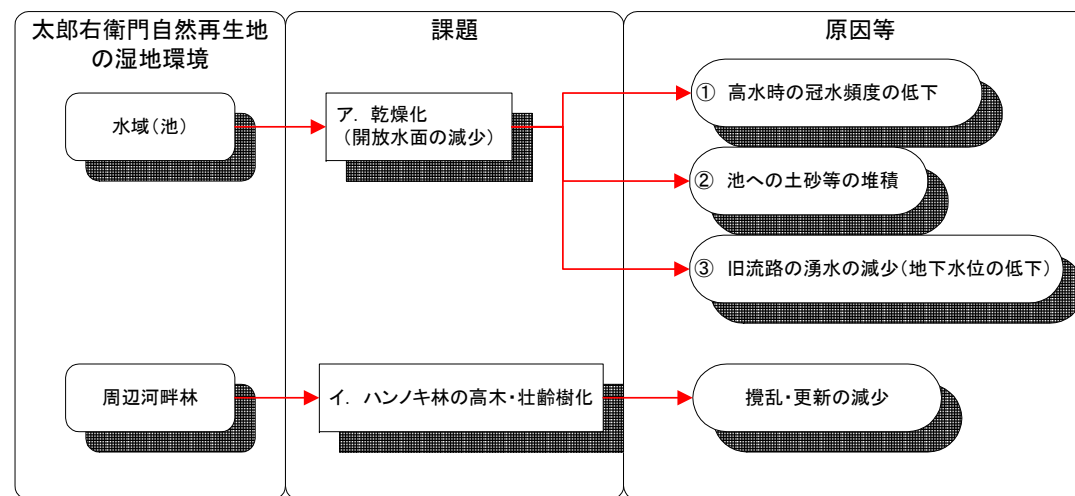 太郎右衛門自然再生地
の湿地環境
課題
原因等
水域（池）
ア． 乾燥化
（開放水面の減少）
① 高水時の冠水頻度の低下
② 池への土砂等の堆積
③ 旧流路の湧水の減少（地下水位の低下）
周辺河畔林
イ． ハンノキ林の高木・壮齢樹化
攪乱・更新の減少